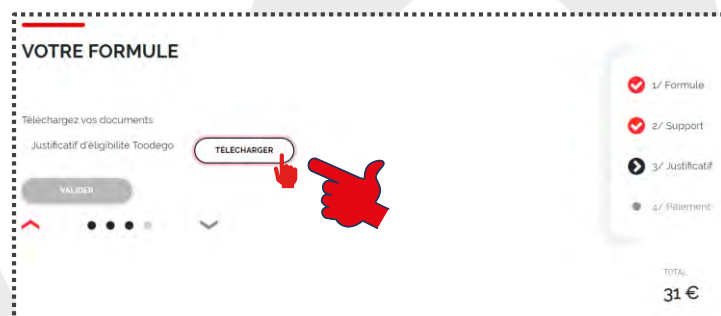 VOTRE FORMULE
Téléchargez vos documents
Justificatif d'éligibilité Toodego
TÉLÉCHARGER
VALIDER
1/ Formule
2/ Support
3/ Justificatif
4/ Paiement
TOTAL
31 €